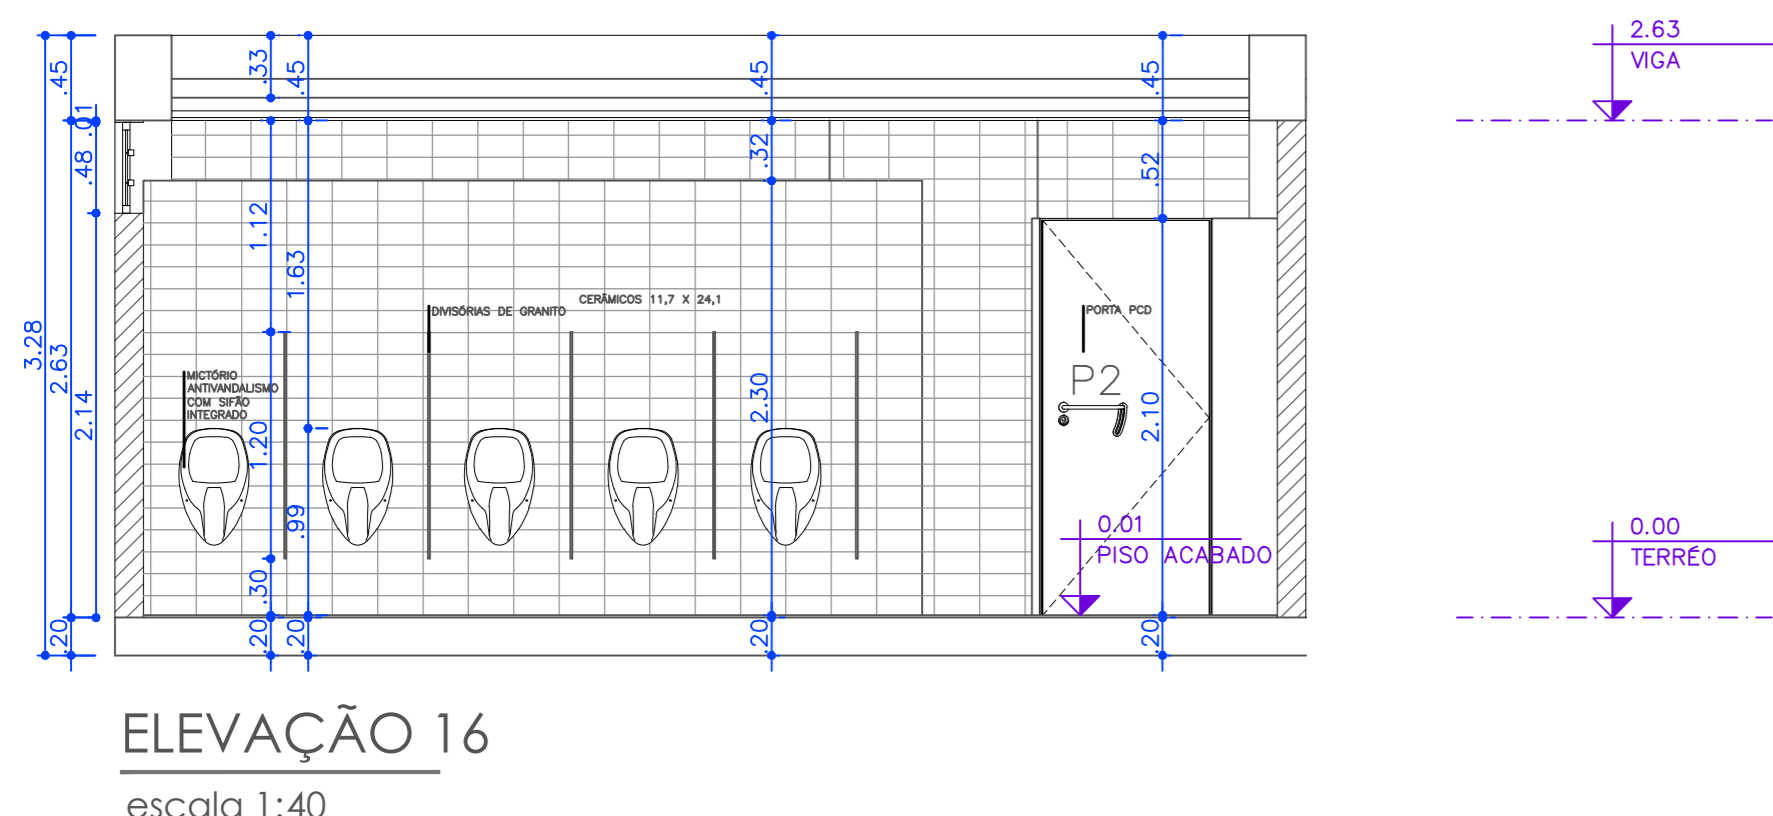 2.63
VIGA
.45
.33
.45
.45
.45
.01
.48
.32
.52
1.12
1.63
CERÂMICOS 11,7 X 24,1
DIVISÓRIAS DE GRANITO
PORTA PCD
3.28
2.63
2.14
MICTÓRIO
ANTIVANDALISMO
COM SIFÃO
INTEGRADO
P2
2.30
2.10
1.20
.99
0.01
PISO ACABADO
0.00
TERRÉO
.30
.20
.20
.20
.20
.20
ELEVAÇÃO 16
escala 1:40